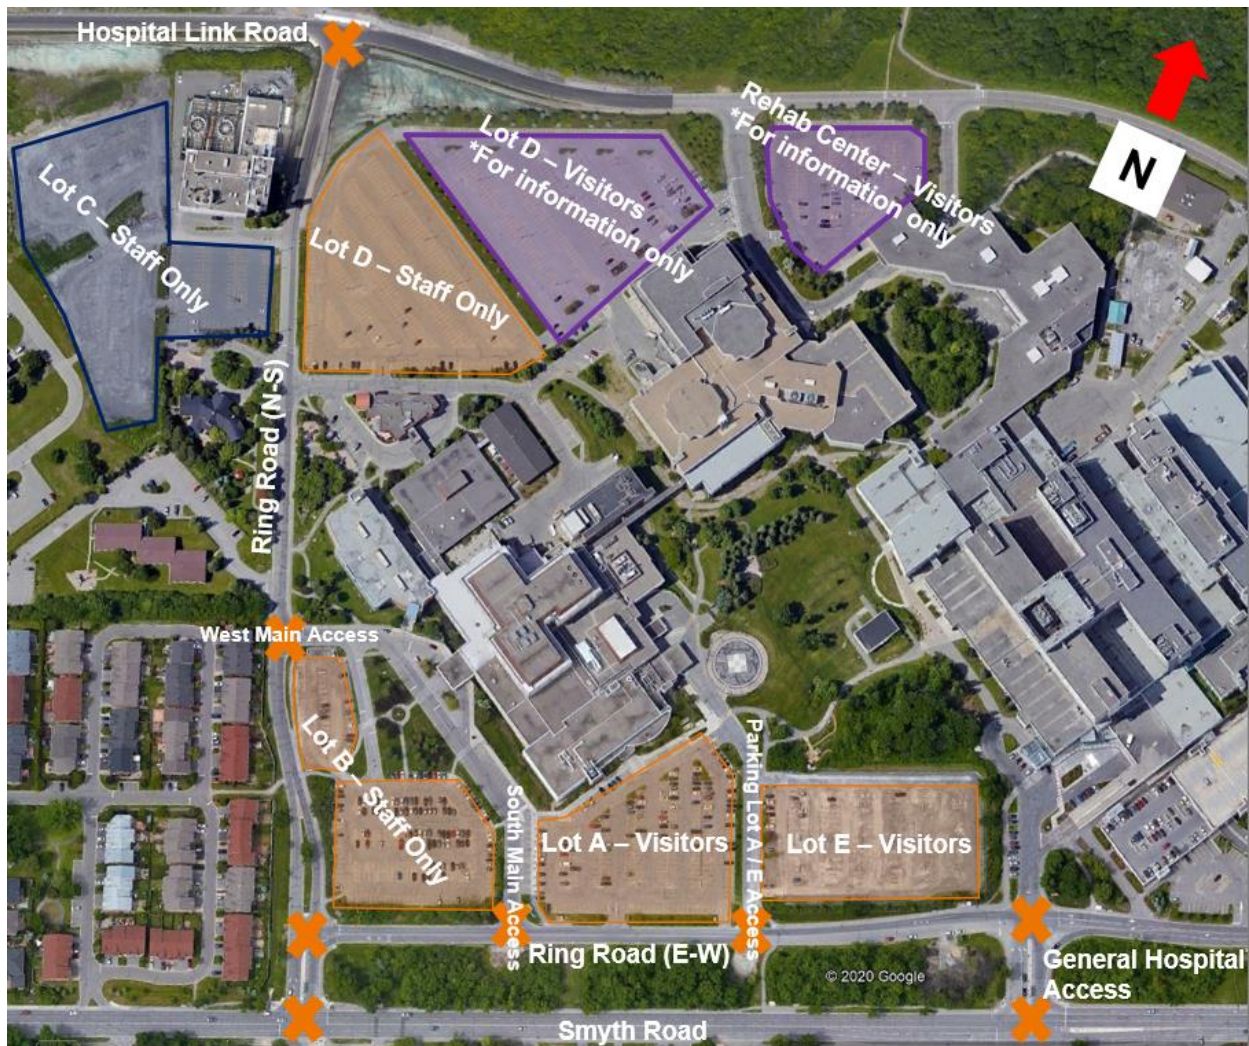 Hospital Link Road
N
Lot D – Visitors
*For information only
Rehab Center – Visitors
*For information only
Lot C – Staff Only
Lot D – Staff Only
Ring Road (N-S)
West Main Access
Lot B – Staff Only
South Main Access
Lot A – Visitors
Parking Lot A / E Access
Lot E – Visitors
Ring Road (E-W)
© 2020 Google
General Hospital
Access
Smyth Road